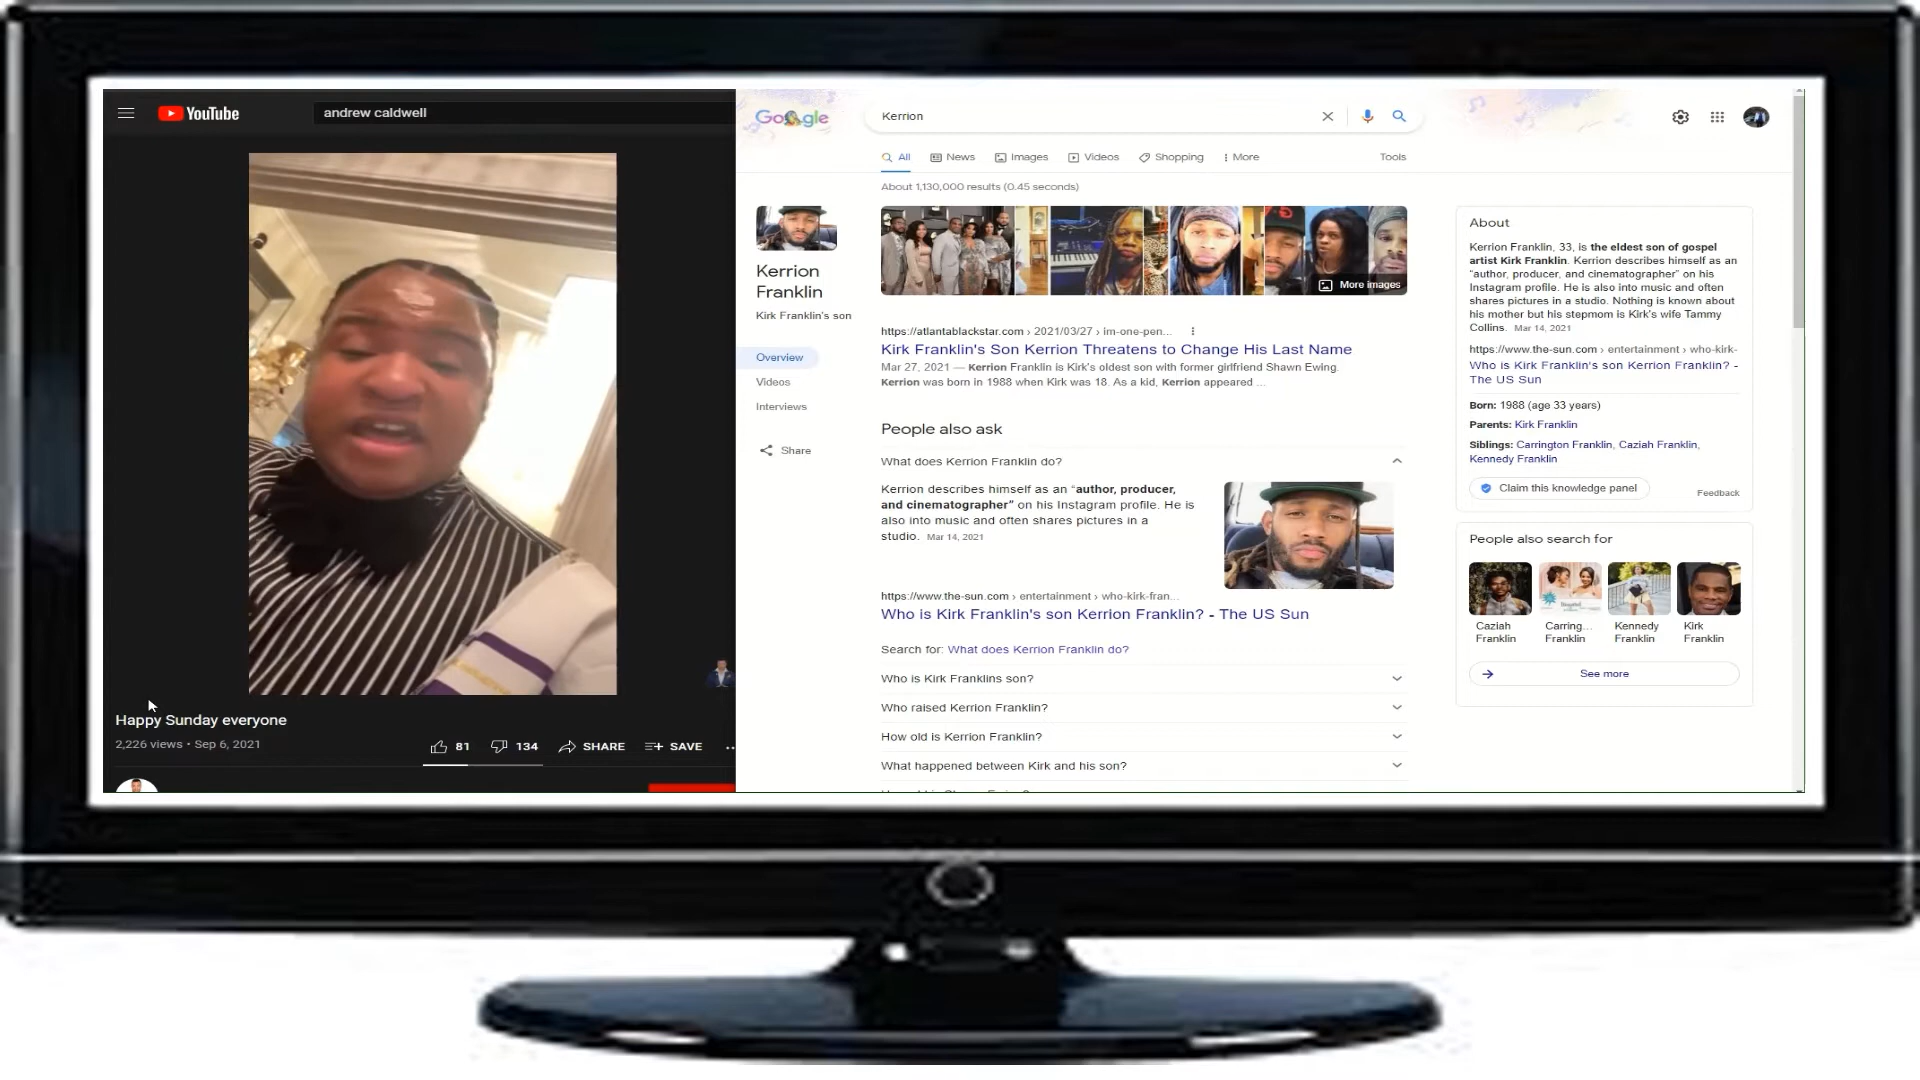 YouTube
andrew caldwell
Happy Sunday everyone
2,226 views • Sep 6, 2021
81
134
SHARE
SAVE
Google
Kerrion
All
News
Images
Videos
Shopping
More
Tools
About 1,130,000 results (0.45 seconds)
Kerrion
Franklin
Kirk Franklin's son
Overview
Videos
Interviews
Share
More images
https://atlantablackstar.com › 2021/03/27 › im-one-pen...
Kirk Franklin's Son Kerrion Threatens to Change His Last Name
Mar 27, 2021 — Kerrion Franklin is Kirk's oldest son with former girlfriend Shawn Ewing.
Kerrion was born in 1988 when Kirk was 18. As a kid, Kerrion appeared ...
People also ask
What does Kerrion Franklin do?
Kerrion describes himself as an “author, producer,
and cinematographer” on his Instagram profile. He is
also into music and often shares pictures in a
studio. Mar 14, 2021
https://www.the-sun.com › entertainment › who-kirk-fran...
Who is Kirk Franklin's son Kerrion Franklin? - The US Sun
Search for: What does Kerrion Franklin do?
Who is Kirk Franklins son?
Who raised Kerrion Franklin?
How old is Kerrion Franklin?
What happened between Kirk and his son?
About
Kerrion Franklin, 33, is the eldest son of gospel
artist Kirk Franklin. Kerrion describes himself as an
“author, producer, and cinematographer” on his
Instagram profile. He is also into music and often
shares pictures in a studio. Nothing is known about
his mother but his stepmom is Kirk's wife Tammy
Collins. Mar 14, 2021
https://www.the-sun.com › entertainment › who-kirk-
Who is Kirk Franklin's son Kerrion Franklin? -
The US Sun
Born: 1988 (age 33 years)
Parents: Kirk Franklin
Siblings: Carrington Franklin, Caziah Franklin,
Kennedy Franklin
Claim this knowledge panel
Feedback
People also search for
Caziah
Franklin
Carring...
Franklin
Kennedy
Franklin
Kirk
Franklin
See more